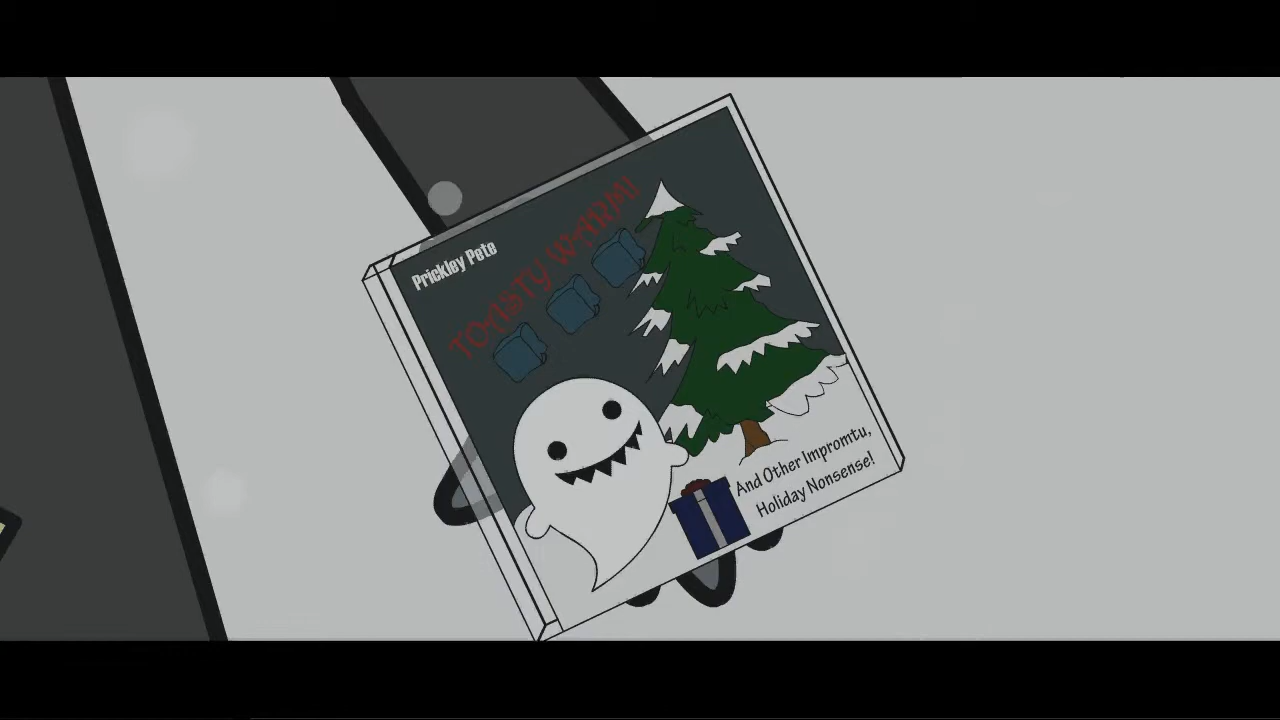 Prickley Pete
TOASTY WARM!
And Other Impromtu,
Holiday Nonsense!